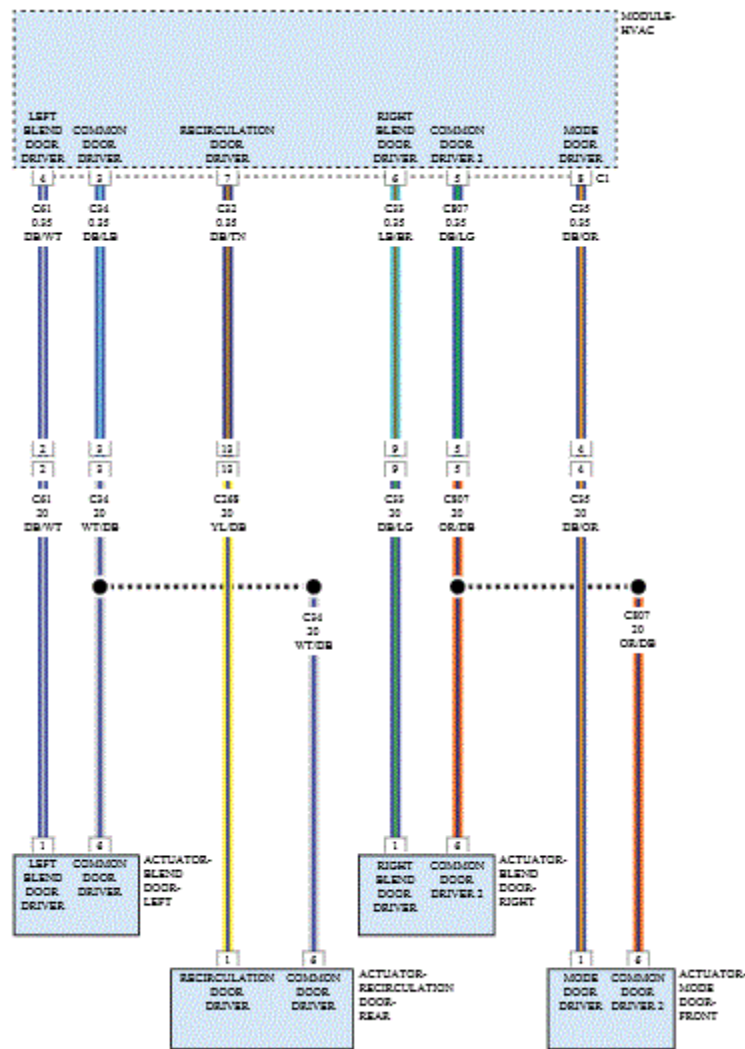 MODULE-
HVAC
LEFT
BLEND
DOOR
DRIVER
COMMON
DOOR
DRIVER
RECIRCULATION
DOOR
DRIVER
RIGHT
BLEND
DOOR
DRIVER
COMMON
DOOR
DRIVER 2
MODE
DOOR
DRIVER
4
3
7
6
5
8
C1
C61
0.35
DB/WT
C34
0.35
DB/LB
C32
0.35
DB/TN
C33
0.35
LB/BR
C807
0.35
DB/LG
C35
0.35
DB/OR
2
3
13
9
5
4
2
3
13
9
5
4
C61
20
DB/WT
C34
20
WT/DB
C268
20
YL/DB
C33
20
DB/LG
C807
20
OR/DB
C35
20
DB/OR
C34
20
WT/DB
C807
20
OR/DB
1
6
LEFT
BLEND
DOOR
DRIVER
COMMON
DOOR
DRIVER
ACTUATOR-
BLEND
DOOR-
LEFT
1
6
RIGHT
BLEND
DOOR
DRIVER
COMMON
DOOR
DRIVER 2
ACTUATOR-
BLEND
DOOR-
RIGHT
1
6
RECIRCULATION
DOOR
DRIVER
COMMON
DOOR
DRIVER
ACTUATOR-
RECIRCULATION
DOOR-
REAR
1
6
MODE
DOOR
DRIVER
COMMON
DOOR
DRIVER 2
ACTUATOR-
MODE
DOOR-
FRONT